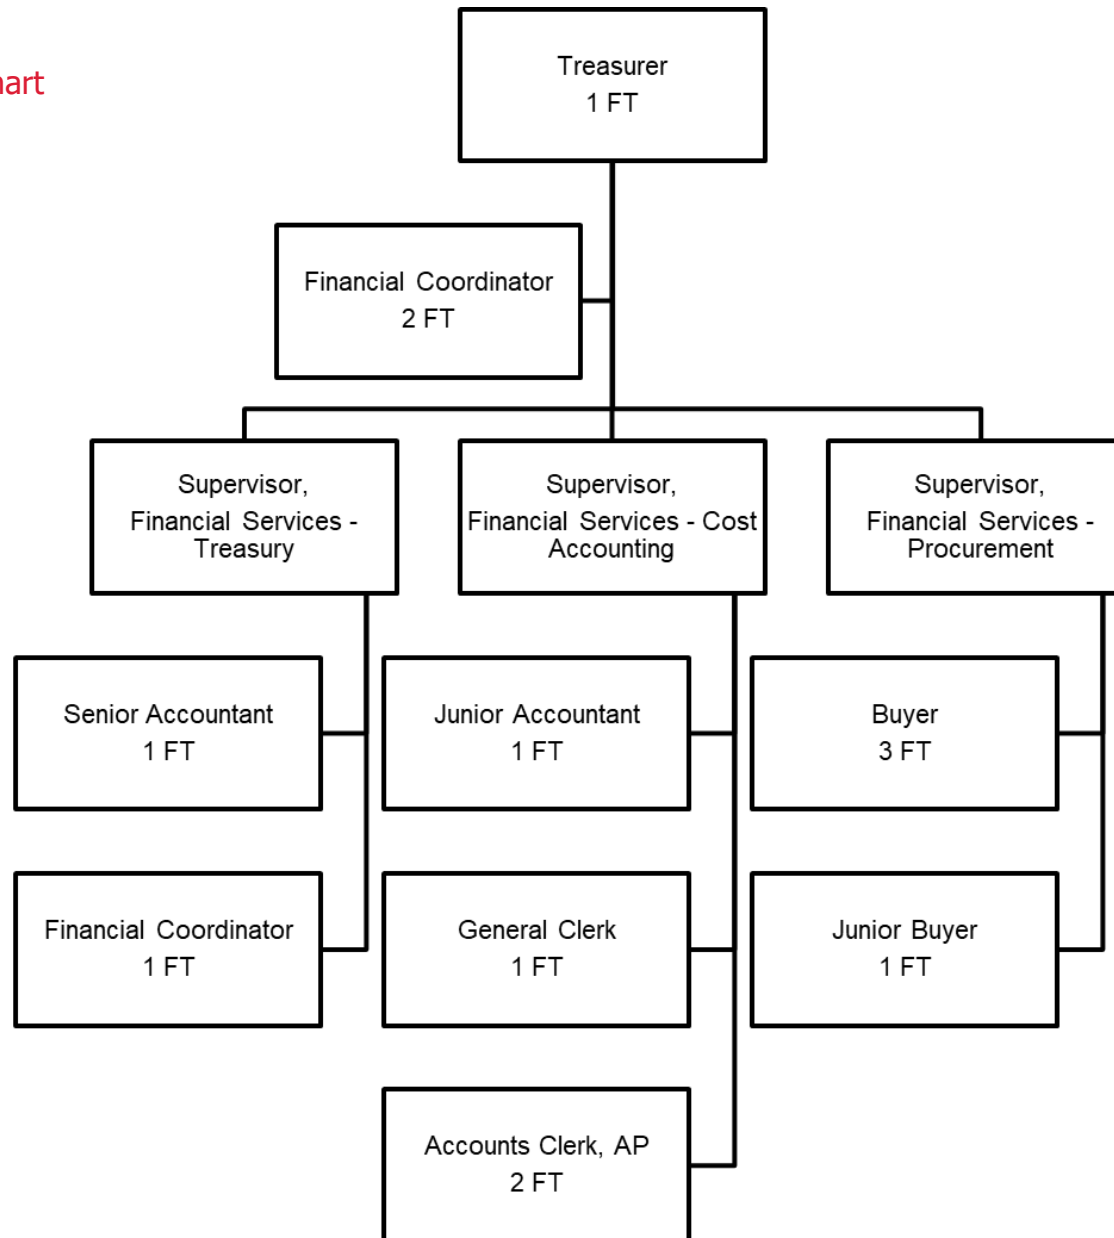 Treasurer
1 FT
Financial Coordinator
2 FT
Supervisor,
Financial Services -
Treasury
Supervisor,
Financial Services - Cost
Accounting
Supervisor,
Financial Services -
Procurement
Senior Accountant
1 FT
Junior Accountant
1 FT
Buyer
3 FT
Financial Coordinator
1 FT
General Clerk
1 FT
Junior Buyer
1 FT
Accounts Clerk, AP
2 FT